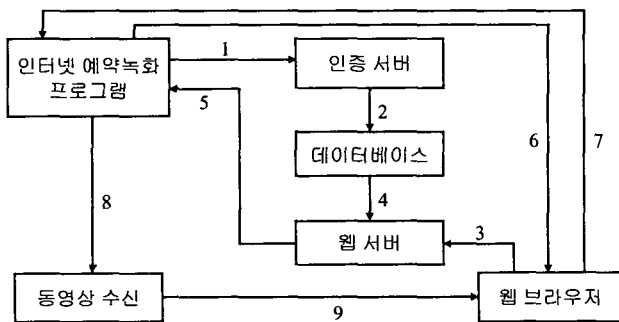 인터넷 예약녹화
프로그램
1
인증 서버
2
5
데이터베이스
6
7
4
8
웹 서버
3
동영상 수신
9
웹 브라우저